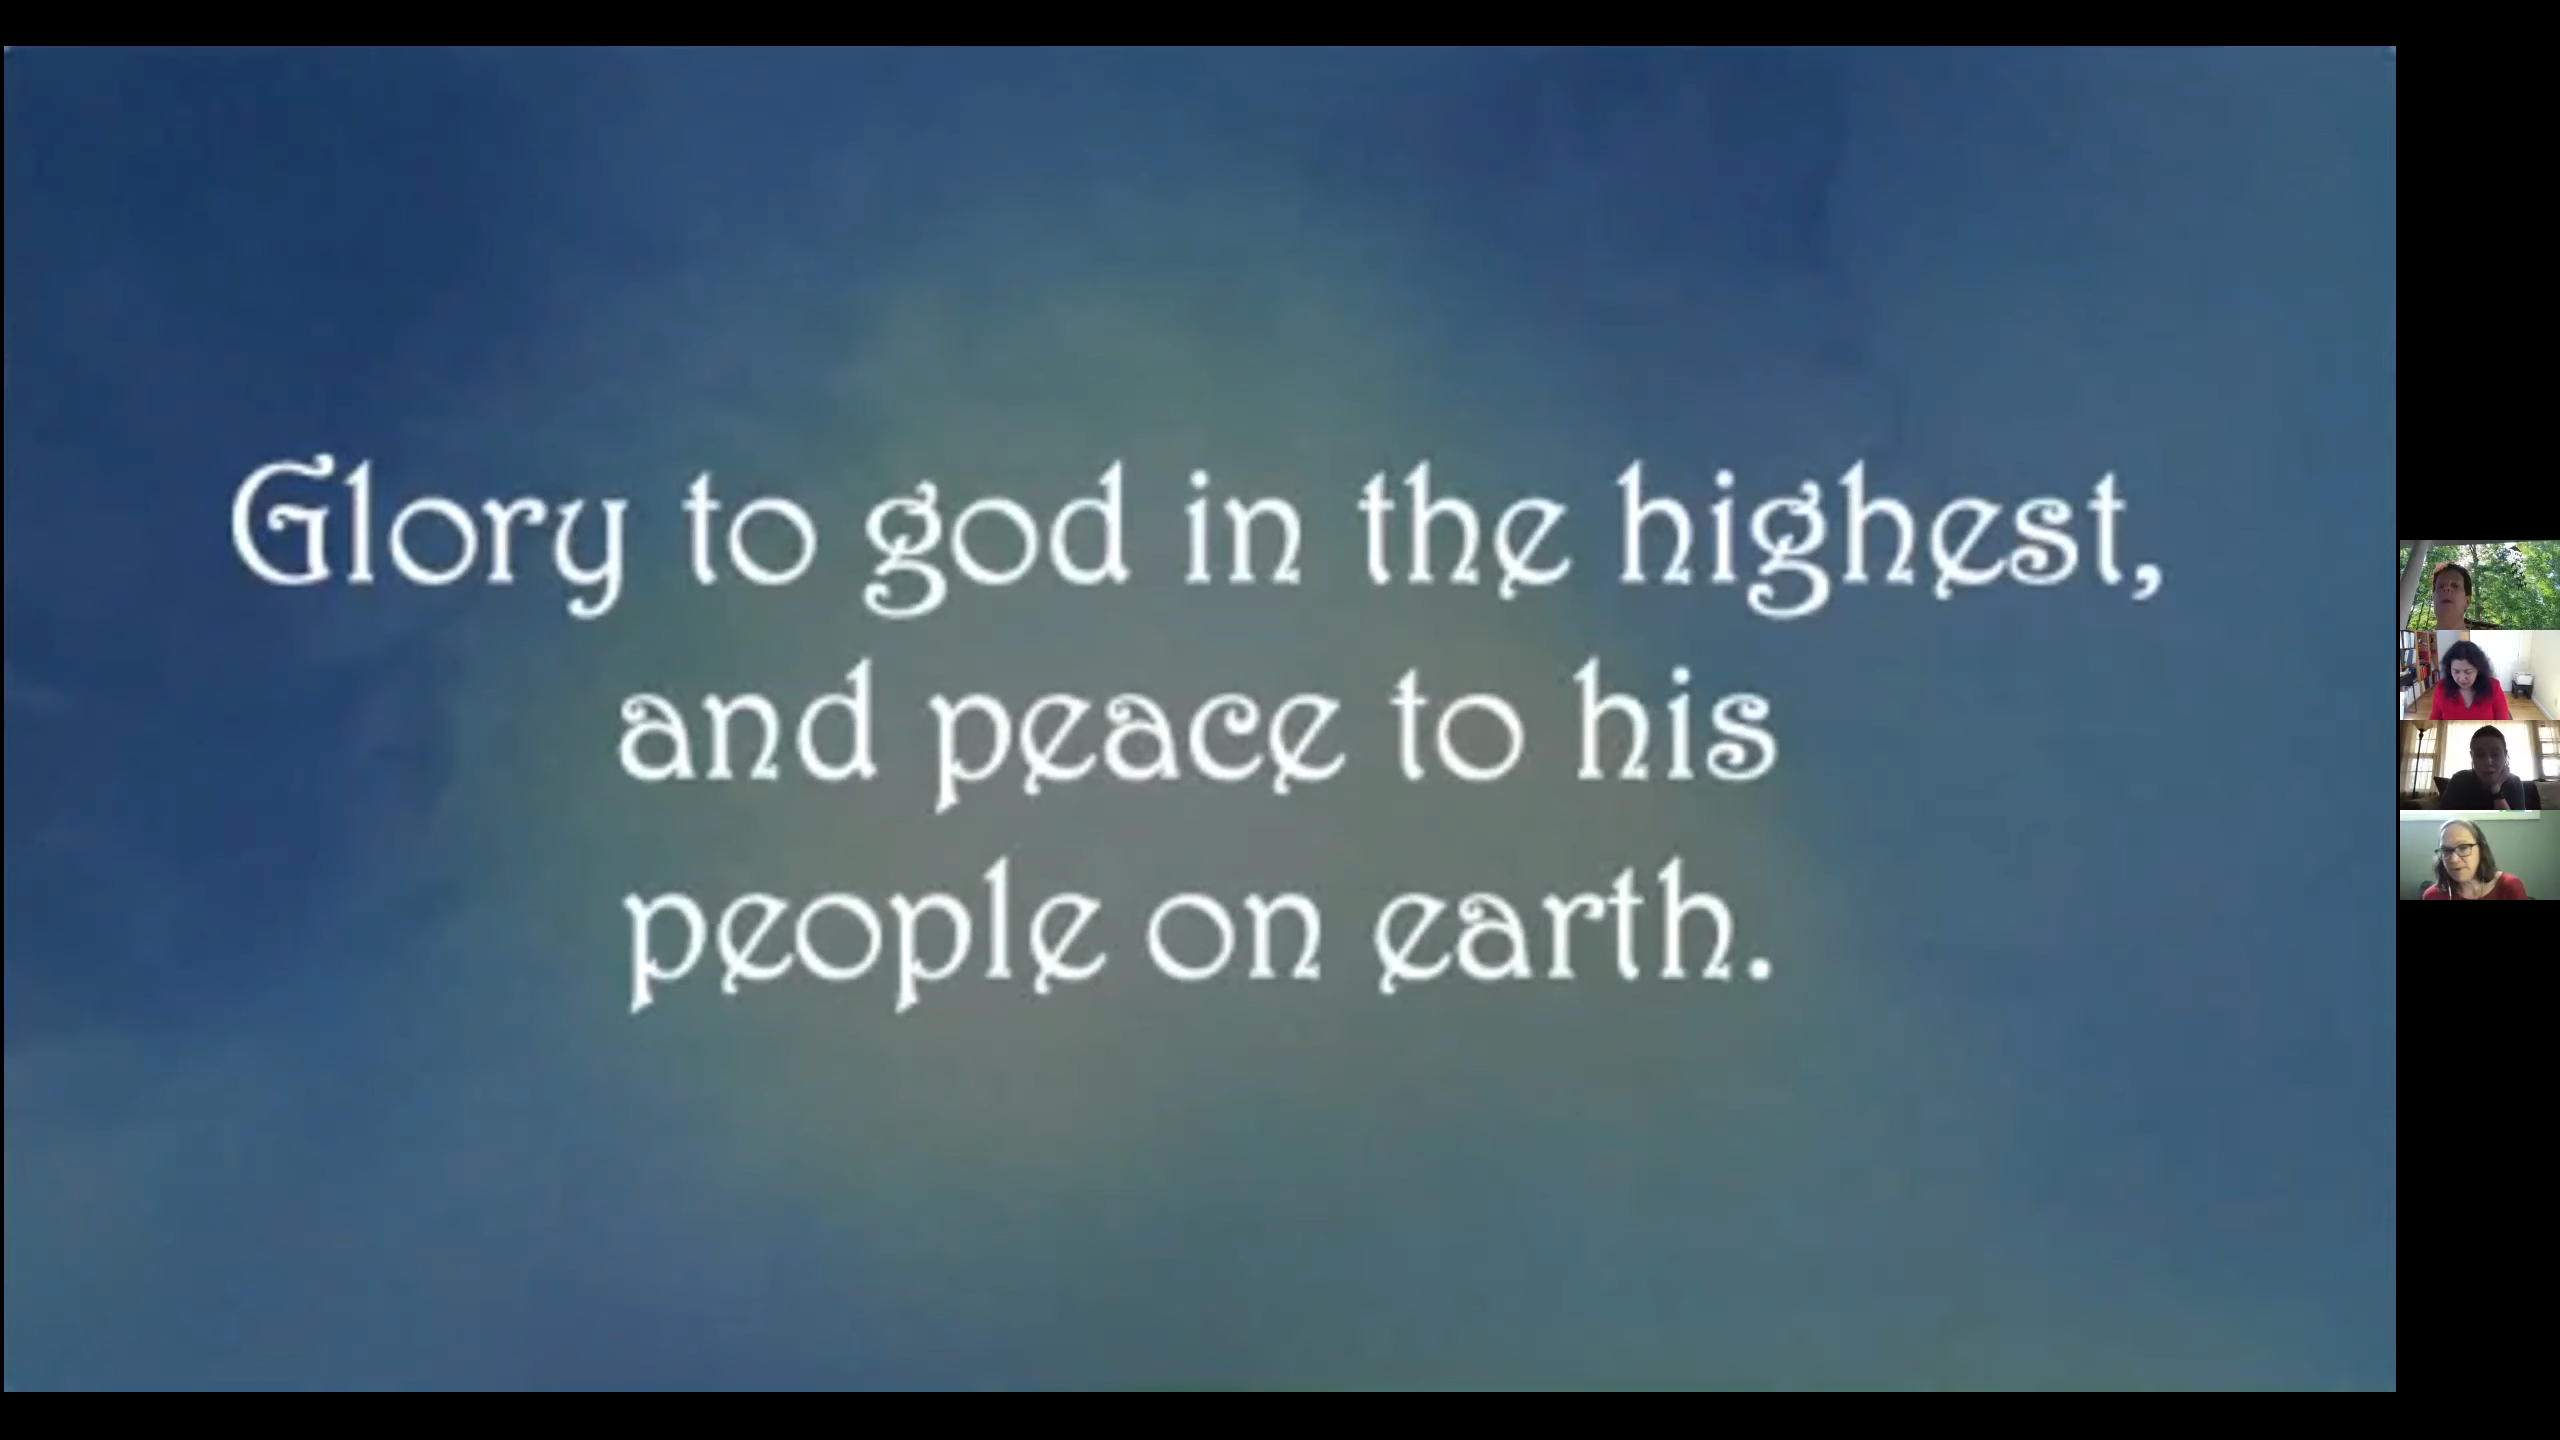 Glory to god in the highest,
and peace to his
people on earth.